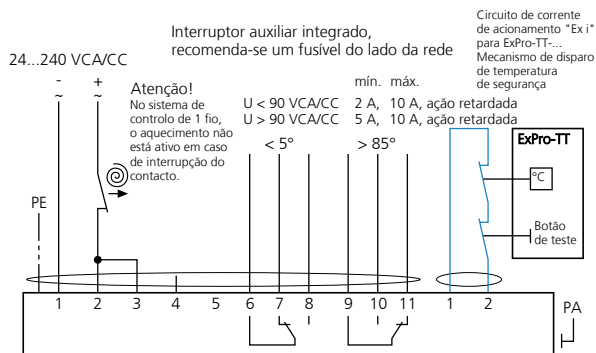 Interruptor auxiliar integrado,
recomenda-se um fusível do lado da rede
Circuito de corrente
de acionamento "Ex i"
para ExPro-TT-...
Mecanismo de disparo
de temperatura
de segurança
24...240 VCA/CC
- +
~ ~
Atenção!
No sistema de
controlo de 1 fio,
o aquecimento não
está ativo em caso
de interrupção do
contacto.
mín. máx.
U < 90 VCA/CC 2 A, 10 A, ação retardada
U > 90 VCA/CC 5 A, 10 A, ação retardada
< 5° > 85°
ExPro-TT
°C
Botão
de teste
PE
1 2 3 4 5 6 7 8 9 10 11 1 2
PA